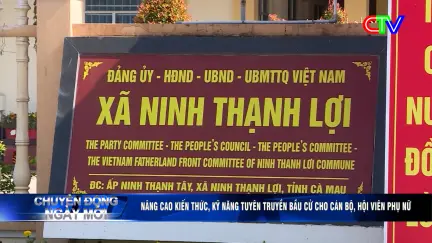 CTV
ĐẢNG ỦY - HĐND - UBND - UBMTTQ VIỆT NAM
XÃ NINH THẠNH LỢI
THE PARTY COMMITTEE - THE PEOPLE'S COUNCIL - THE PEOPLE'S COMMITTEE -
THE VIETNAM FATHERLAND FRONT COMMITTEE OF NINH THANH LOI COMMUNE
ĐC: ẤP NINH THẠNH TÂY, XÃ NINH THẠNH LỢI, TỈNH CÀ MAU
CHUYỂN ĐỘNG
NGÀY MỚI
NÂNG CAO KIẾN THỨC, KỸ NĂNG TUYÊN TRUYỀN BẦU CỬ CHO CÁN BỘ, HỘI VIÊN PHỤ NỮ